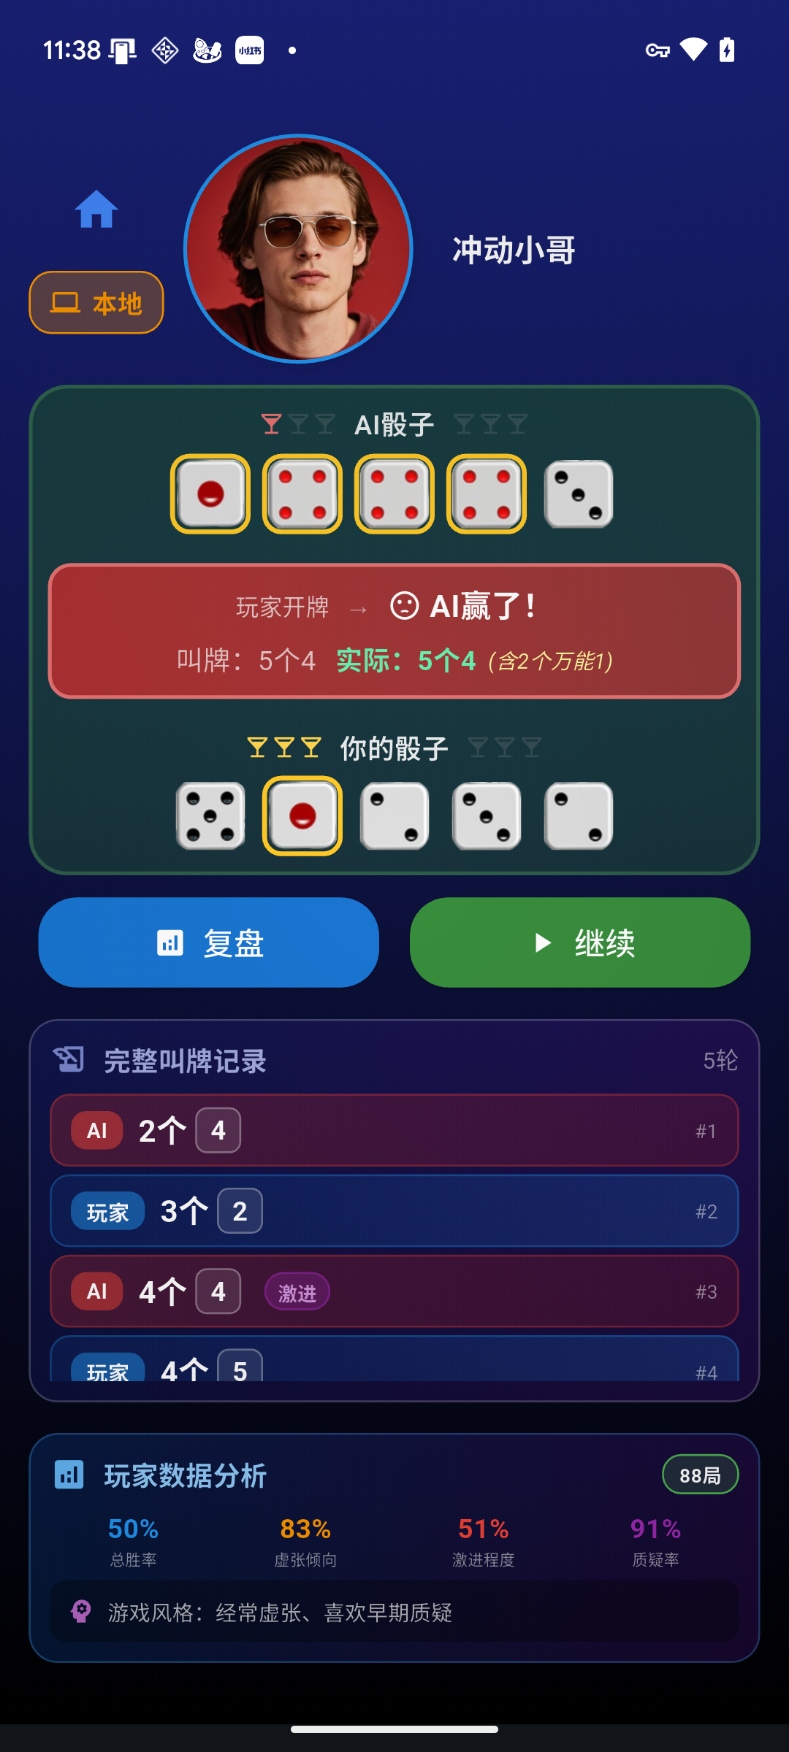 11:38
小红书
冲动小哥
本地
AI骰子
玩家开牌 → AI赢了！
叫牌：5个4 实际：5个4 (含2个万能1)
你的骰子
复盘
继续
完整叫牌记录 5轮
AI 2个 4 #1
玩家 3个 2 #2
AI 4个 4 激进 #3
玩家 4个 5 #4
玩家数据分析 88局
50% 83% 51% 91%
总胜率 虚张倾向 激进程度 质疑率
游戏风格：经常虚张、喜欢早期质疑